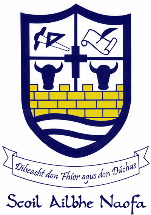 Dílseacht don Fhíor agus don Dúchas
Scoil Ailbhe Naofa